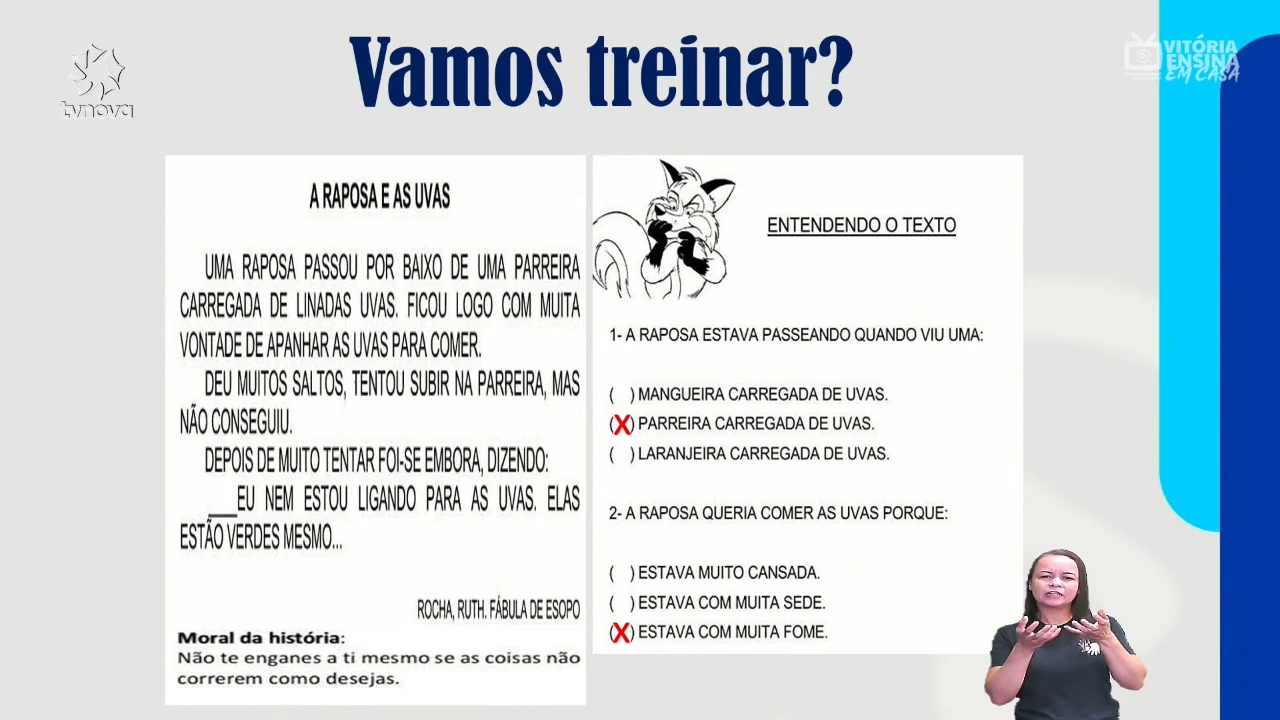 Vamos treinar?
tvnova
VITÓRIA
ENSINA
EM CASA
A RAPOSA E AS UVAS
UMA RAPOSA PASSOU POR BAIXO DE UMA PARREIRA
CARREGADA DE LINADAS UVAS. FICOU LOGO COM MUITA
VONTADE DE APANHAR AS UVAS PARA COMER.
DEU MUITOS SALTOS, TENTOU SUBIR NA PARREIRA, MAS
NÃO CONSEGUIU.
DEPOIS DE MUITO TENTAR FOI-SE EMBORA, DIZENDO:
___EU NEM ESTOU LIGANDO PARA AS UVAS. ELAS
ESTÃO VERDES MESMO...
ROCHA, RUTH. FÁBULA DE ESOPO
Moral da história:
Não te enganes a ti mesmo se as coisas não
correrem como desejas.
ENTENDENDO O TEXTO
1- A RAPOSA ESTAVA PASSEANDO QUANDO VIU UMA:
( ) MANGUEIRA CARREGADA DE UVAS.
(X) PARREIRA CARREGADA DE UVAS.
( ) LARANJEIRA CARREGADA DE UVAS.
2- A RAPOSA QUERIA COMER AS UVAS PORQUE:
( ) ESTAVA MUITO CANSADA.
( ) ESTAVA COM MUITA SEDE.
(X) ESTAVA COM MUITA FOME.